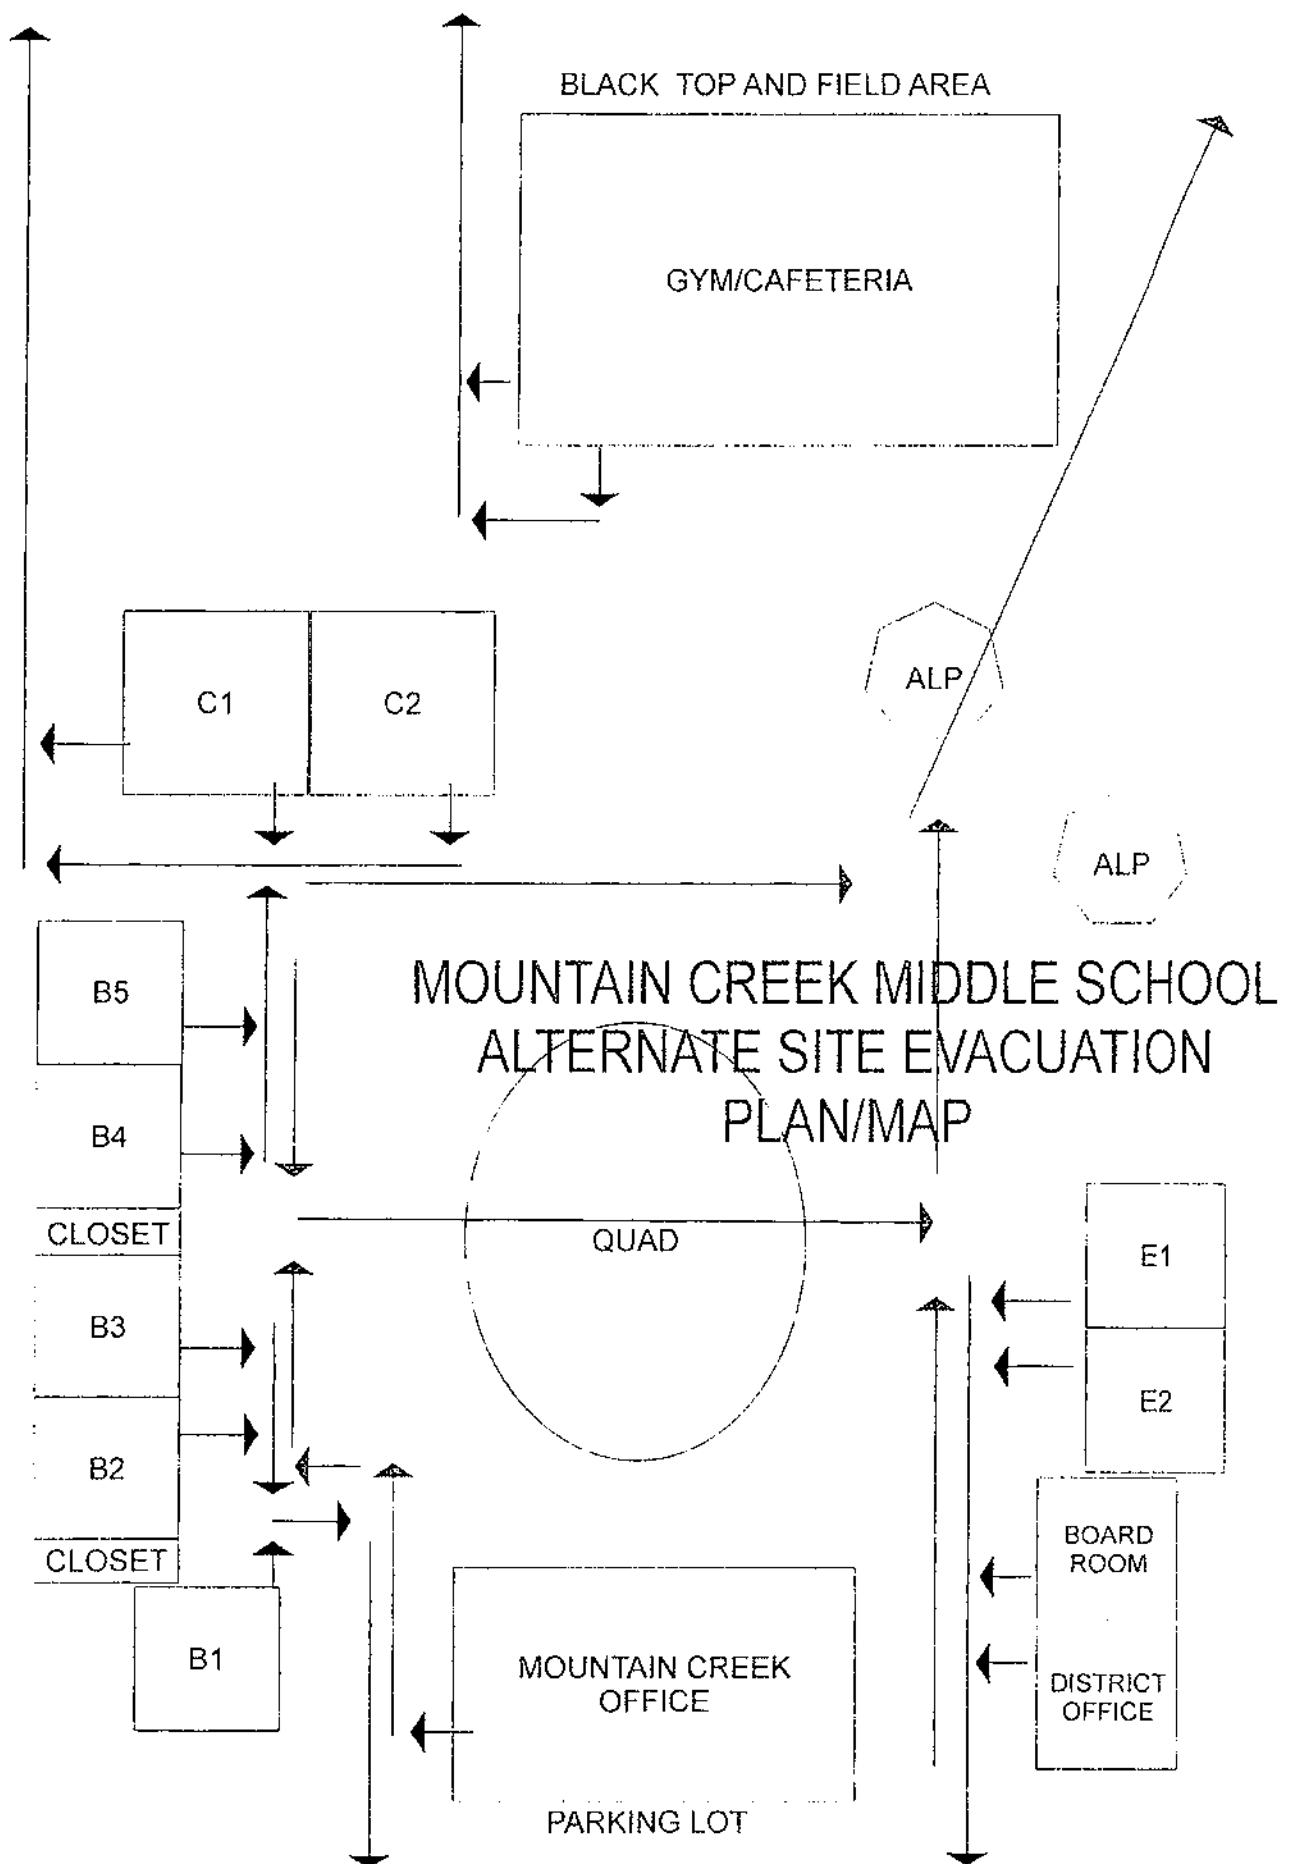 BLACK TOP AND FIELD AREA
GYM/CAFETERIA
C1
C2
ALP
ALP
B5
MOUNTAIN CREEK MIDDLE SCHOOL
ALTERNATE SITE EVACUATION
PLAN/MAP
B4
CLOSET
QUAD
E1
B3
E2
B2
BOARD
ROOM
CLOSET
B1
MOUNTAIN CREEK
OFFICE
DISTRICT
OFFICE
PARKING LOT